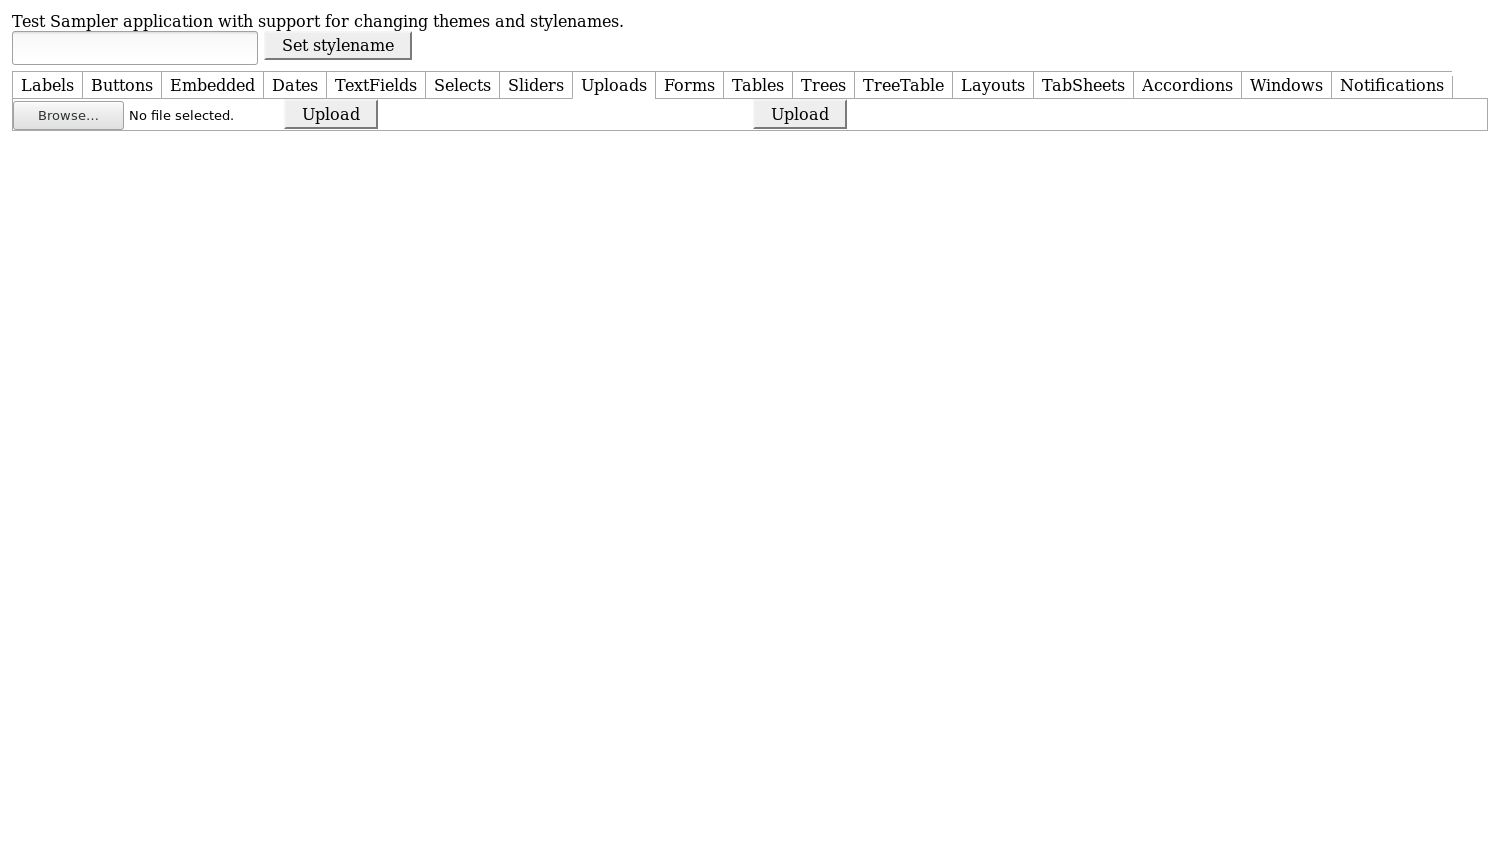 Test Sampler application with support for changing themes and stylenames.
Set stylename
Labels Buttons Embedded Dates TextFields Selects Sliders Uploads Forms Tables Trees TreeTable Layouts TabSheets Accordions Windows Notifications
Browse... No file selected. Upload Upload